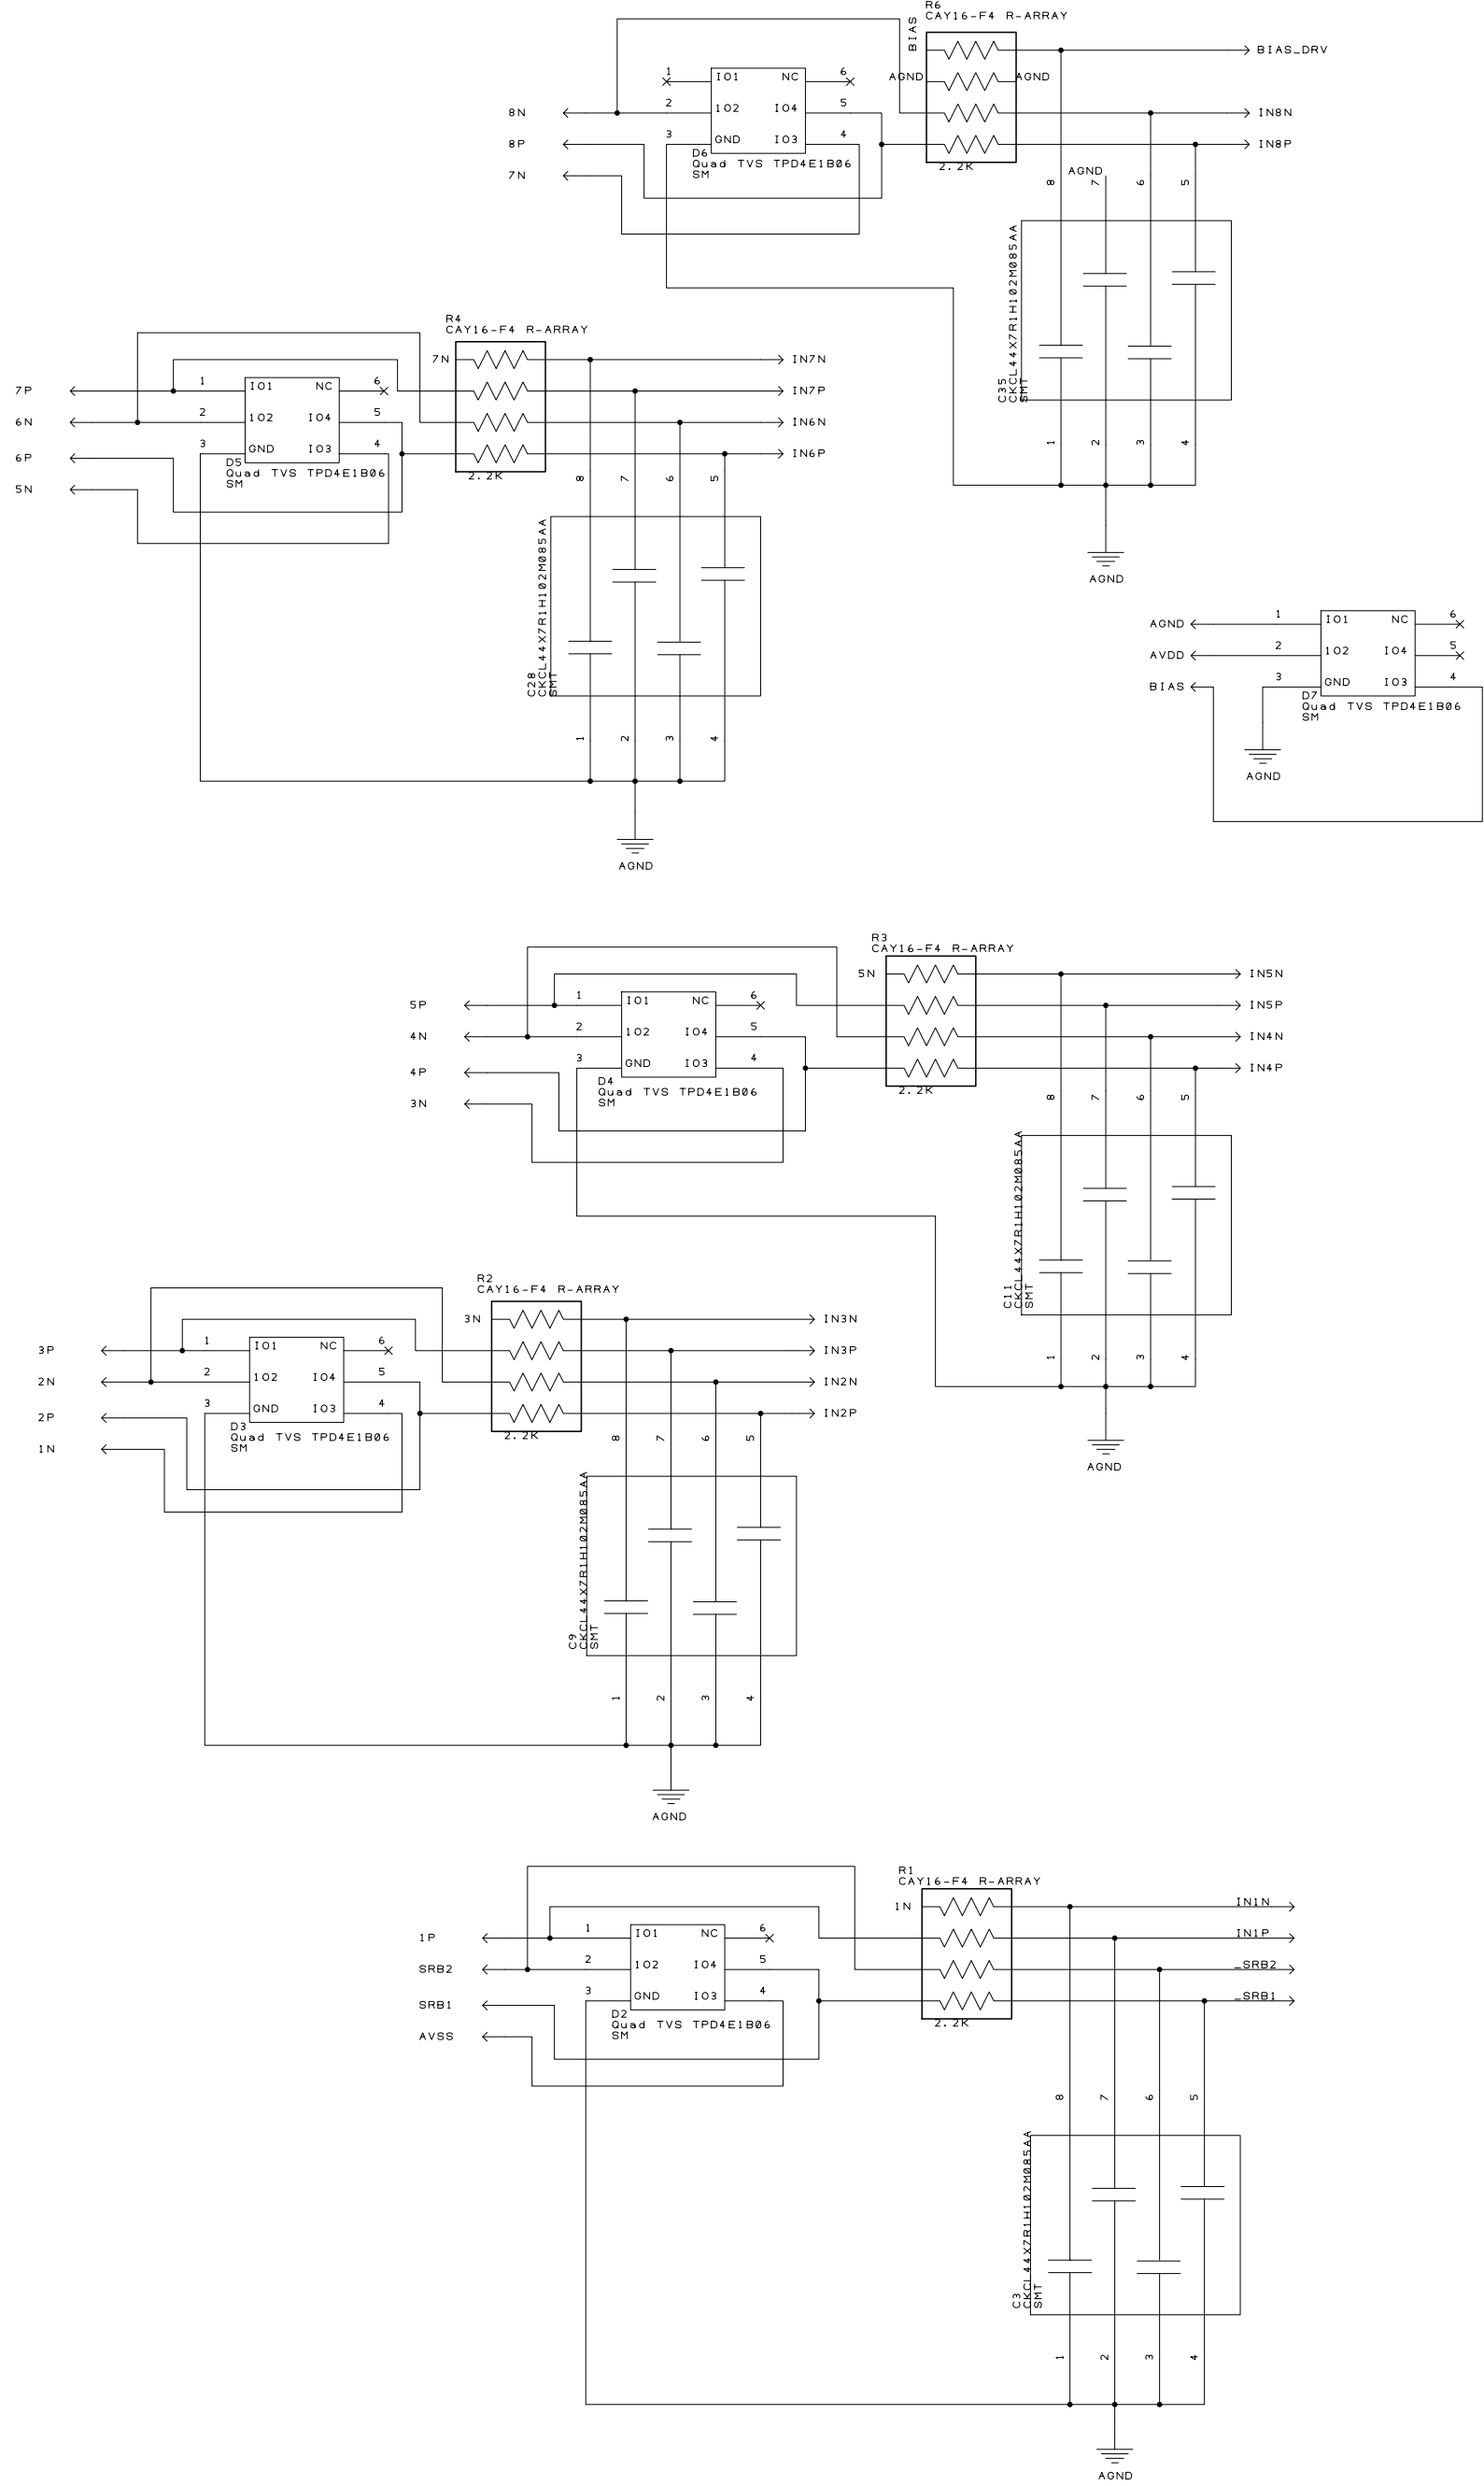 R6
CAY16-F4 R-ARRAY
BIAS
BIAS_DRV
AGND
AGND
1
IO1
NC
6
8N
2
1O2
IO4
5
IN8N
8P
3
GND
IO3
4
IN8P
D6
Quad TVS TPD4E1B06
SM
2.2K
7N
AGND
8
7
6
5
C35
CKCL44X7R1H102M085AA
SMT
1
2
3
4
AGND
R4
CAY16-F4 R-ARRAY
7N
IN7N
7P
1
IO1
NC
6
IN7P
6N
2
1O2
IO4
5
IN6N
6P
3
GND
IO3
4
IN6P
D5
Quad TVS TPD4E1B06
SM
2.2K
5N
8
7
6
5
C28
CKCL44X7R1H102M085AA
SMT
1
2
3
4
AGND
AGND
1
IO1
NC
6
AVDD
2
1O2
IO4
5
BIAS
3
GND
IO3
4
D7
Quad TVS TPD4E1B06
SM
AGND
R3
CAY16-F4 R-ARRAY
5N
IN5N
5P
1
IO1
NC
6
IN5P
4N
2
1O2
IO4
5
IN4N
4P
3
GND
IO3
4
IN4P
D4
Quad TVS TPD4E1B06
SM
2.2K
3N
8
7
6
5
C11
CKCL44X7R1H102M085AA
SMT
1
2
3
4
AGND
R2
CAY16-F4 R-ARRAY
3N
IN3N
3P
1
IO1
NC
6
IN3P
2N
2
1O2
IO4
5
IN2N
2P
3
GND
IO3
4
IN2P
D3
Quad TVS TPD4E1B06
SM
2.2K
1N
8
7
6
5
C9
CKCL44X7R1H102M085AA
SMT
1
2
3
4
AGND
R1
CAY16-F4 R-ARRAY
1N
IN1N
1P
1
IO1
NC
6
IN1P
SRB2
2
1O2
IO4
5
_SRB2
SRB1
3
GND
IO3
4
_SRB1
D2
Quad TVS TPD4E1B06
SM
2.2K
AVSS
8
7
6
5
C3
CKCL44X7R1H102M085AA
SMT
1
2
3
4
AGND